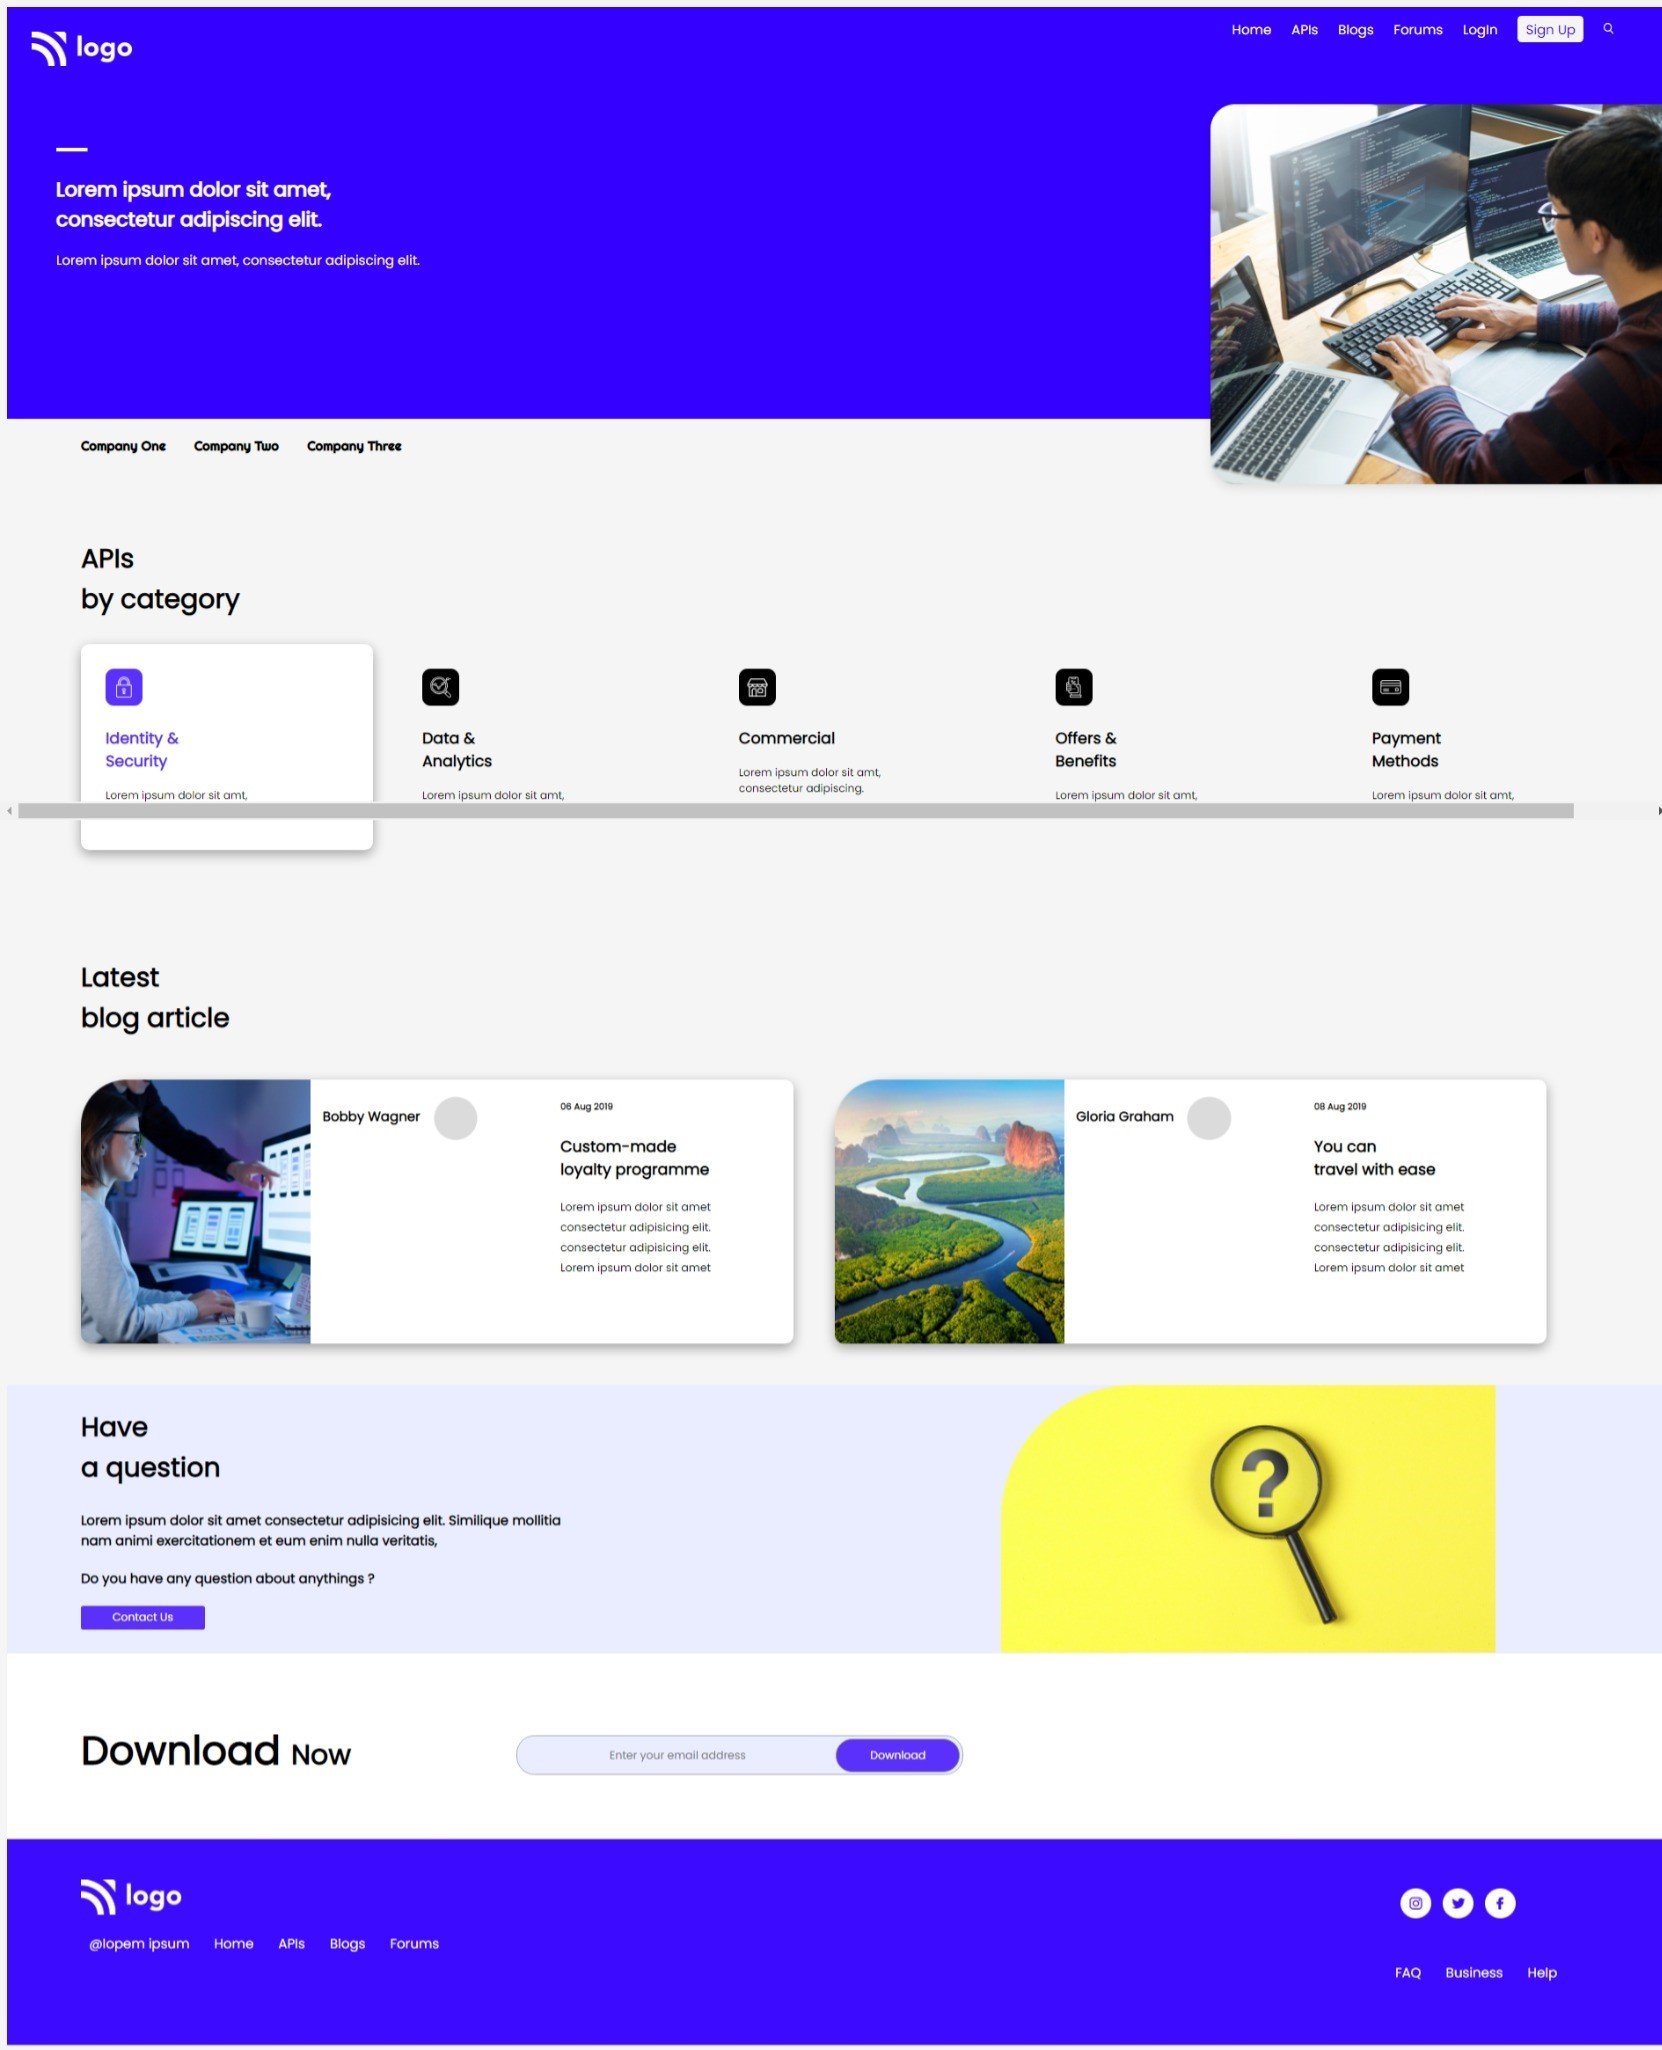 logo
Home APIs Blogs Forums LogIn Sign Up
Lorem ipsum dolor sit amet,
consectetur adipiscing elit.
Lorem ipsum dolor sit amet, consectetur adipiscing elit.
Company One Company Two Company Three
APIs
by category
Identity &
Security
Lorem ipsum dolor sit amt,
Data &
Analytics
Lorem ipsum dolor sit amt,
Commercial
Lorem ipsum dolor sit amt,
consectetur adipiscing.
Offers &
Benefits
Lorem ipsum dolor sit amt,
Payment
Methods
Lorem ipsum dolor sit amt,
Latest
blog article
Bobby Wagner
06 Aug 2019
Custom-made
loyalty programme
Lorem ipsum dolor sit amet
consectetur adipisicing elit.
consectetur adipisicing elit.
Lorem ipsum dolor sit amet
Gloria Graham
08 Aug 2019
You can
travel with ease
Lorem ipsum dolor sit amet
consectetur adipisicing elit.
consectetur adipisicing elit.
Lorem ipsum dolor sit amet
Have
a question
Lorem ipsum dolor sit amet consectetur adipisicing elit. Similique mollitia
nam animi exercitationem et eum enim nulla veritatis,
Do you have any question about anythings ?
Contact Us
?
Download Now
Enter your email address
Download
logo
@lopem ipsum Home APIs Blogs Forums
FAQ Business Help